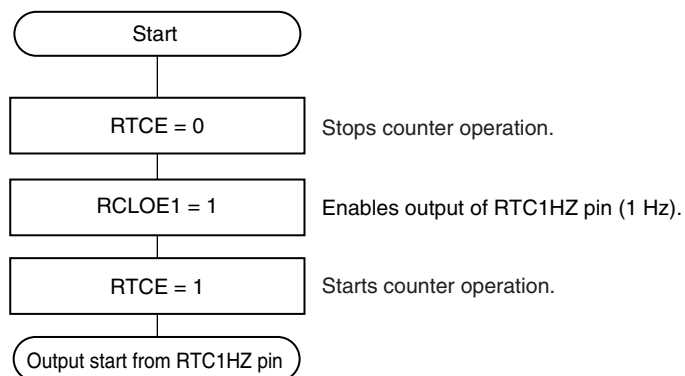 Start
RTCE = 0
Stops counter operation.
RCLOE1 = 1
Enables output of RTC1HZ pin (1 Hz).
RTCE = 1
Starts counter operation.
Output start from RTC1HZ pin